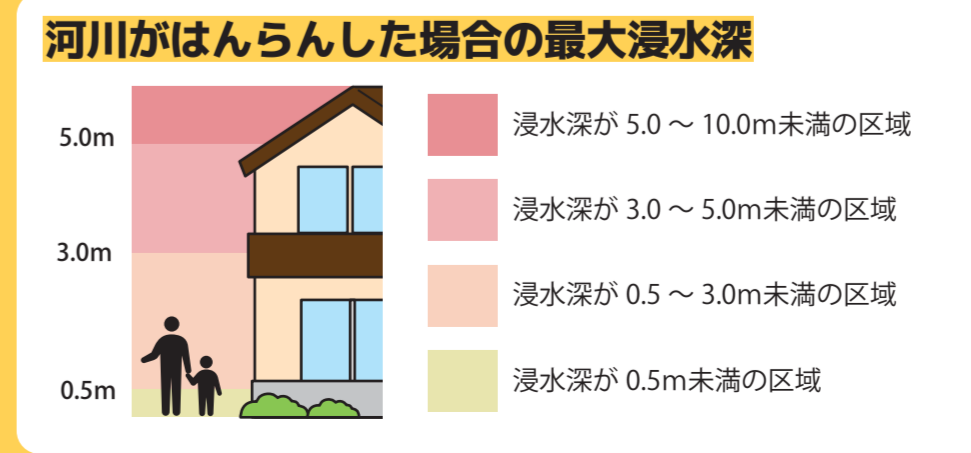 河川がはんらんした場合の最大浸水深
5.0m
3.0m
0.5m
浸水深が 5.0 ～ 10.0m未満の区域
浸水深が 3.0 ～ 5.0m未満の区域
浸水深が 0.5 ～ 3.0m未満の区域
浸水深が 0.5m未満の区域